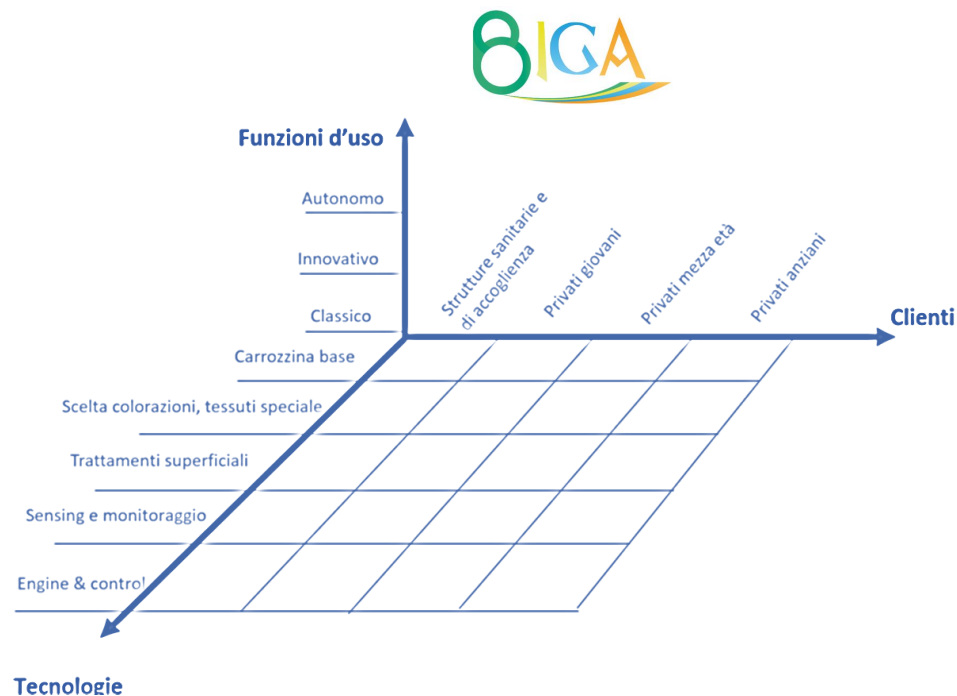 BIGA
Funzioni d'uso
Autonomo
Innovativo
Classico
Strutture sanitarie e
di accoglienza
Privati giovani
Privati mezza età
Privati anziani
Clienti
Carrozzina base
Scelta colorazioni, tessuti speciale
Trattamenti superficiali
Sensing e monitoraggio
Engine & control
Tecnologie